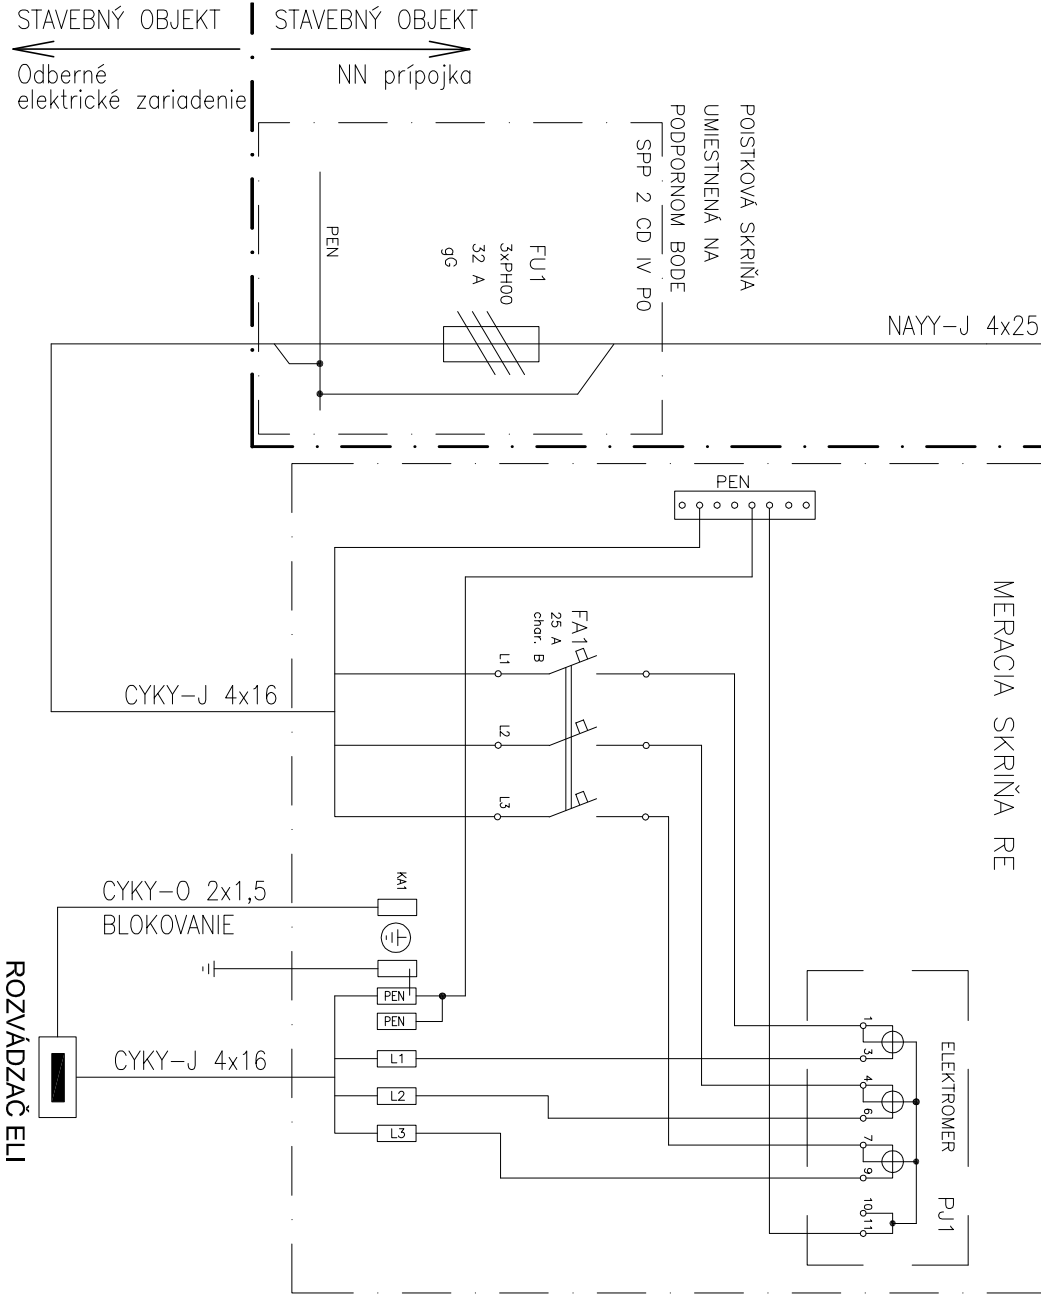 STAVEBNÝ OBJEKT
STAVEBNÝ OBJEKT
Odberné
elektrické zariadenie
NN prípojka
POISTKOVÁ SKRIŇA
UMIESTNENÁ NA
PODPORNOM BODE
SPP 2 CD IV P0
PEN
FU1
3xPH00
32 A
gG
NAYY-J 4x25
PEN
MERACIA SKRIŇA RE
FA1
25 A
char. B
L1
L2
L3
CYKY-J 4x16
KA1
CYKY-O 2x1,5
BLOKOVANIE
PEN
PEN
L1
L2
L3
CYKY-J 4x16
ROZVÁDZAČ ELI
ELEKTROMER
PJ1
1
3
4
6
7
9
10
11